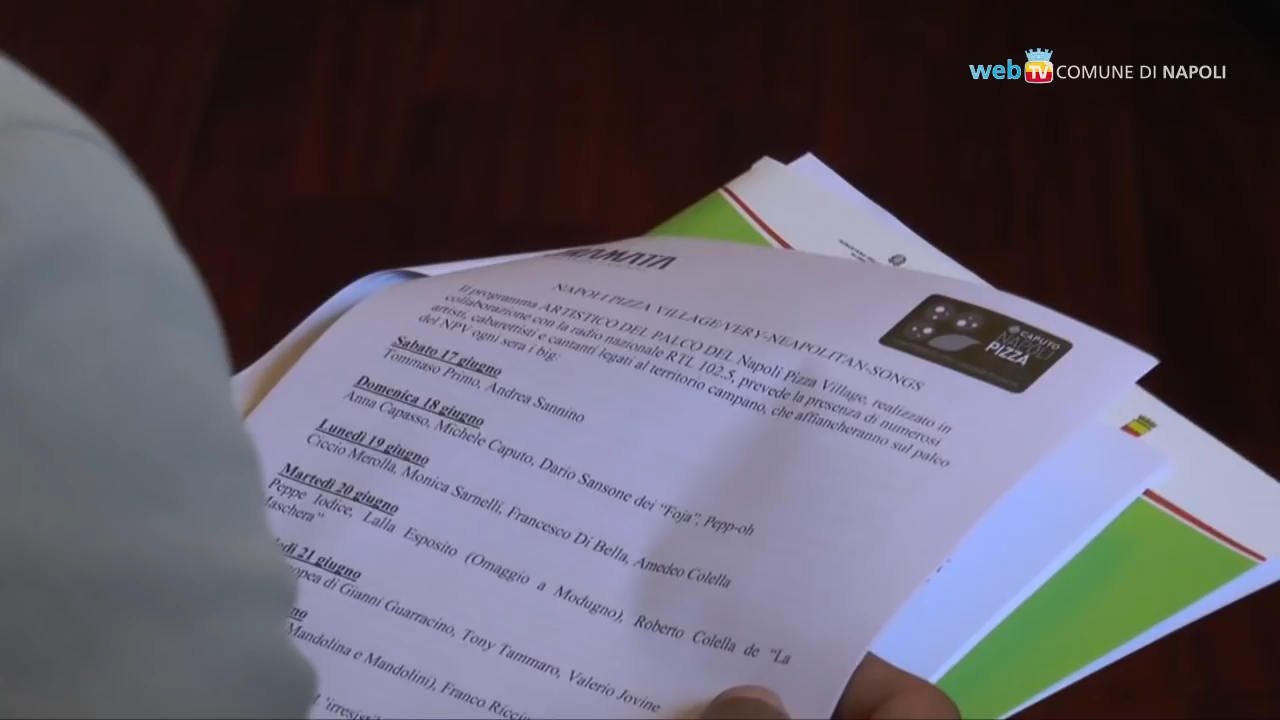 web TV COMUNE DI NAPOLI
MAMATA
CAPUTO
NAPOLI
PIZZA
NAPOLI PIZZA VILLAGE/VERY-NEAPOLITAN-SONGS
Il programma ARTISTICO DEL PALCO DEL Napoli Pizza Village, realizzato in
collaborazione con la radio nazionale RTL 102.5, prevede la presenza di numerosi
artisti, cabarettisti e cantanti legati al territorio campano, che affiancheranno sul palco
del NPV ogni sera i big:
Sabato 17 giugno
Tommaso Primo, Andrea Sannino
Domenica 18 giugno
Anna Capasso, Michele Caputo, Dario Sansone dei "Foja", Pepp-oh
Lunedì 19 giugno
Ciccio Merolla, Monica Sarnelli, Francesco Di Bella, Amedeo Colella
Martedì 20 giugno
Peppe Iodice, Lalla Esposito (Omaggio a Modugno), Roberto Colella de "La
Maschera"
21 giugno
di Gianni Guarracino, Tony Tammaro, Valerio Jovine
Mandolina e Mandolini), Franco